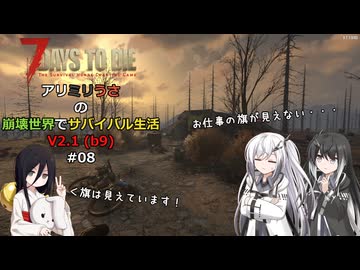 7 DAYS TO DIE
THE SURVIVAL HORDE CRAFTING GAME
アリミリうさ
の
崩壊世界でサバイバル生活
V2.1 (b9)
#08
お仕事の旗が見えない・・・
＜旗は見えています！